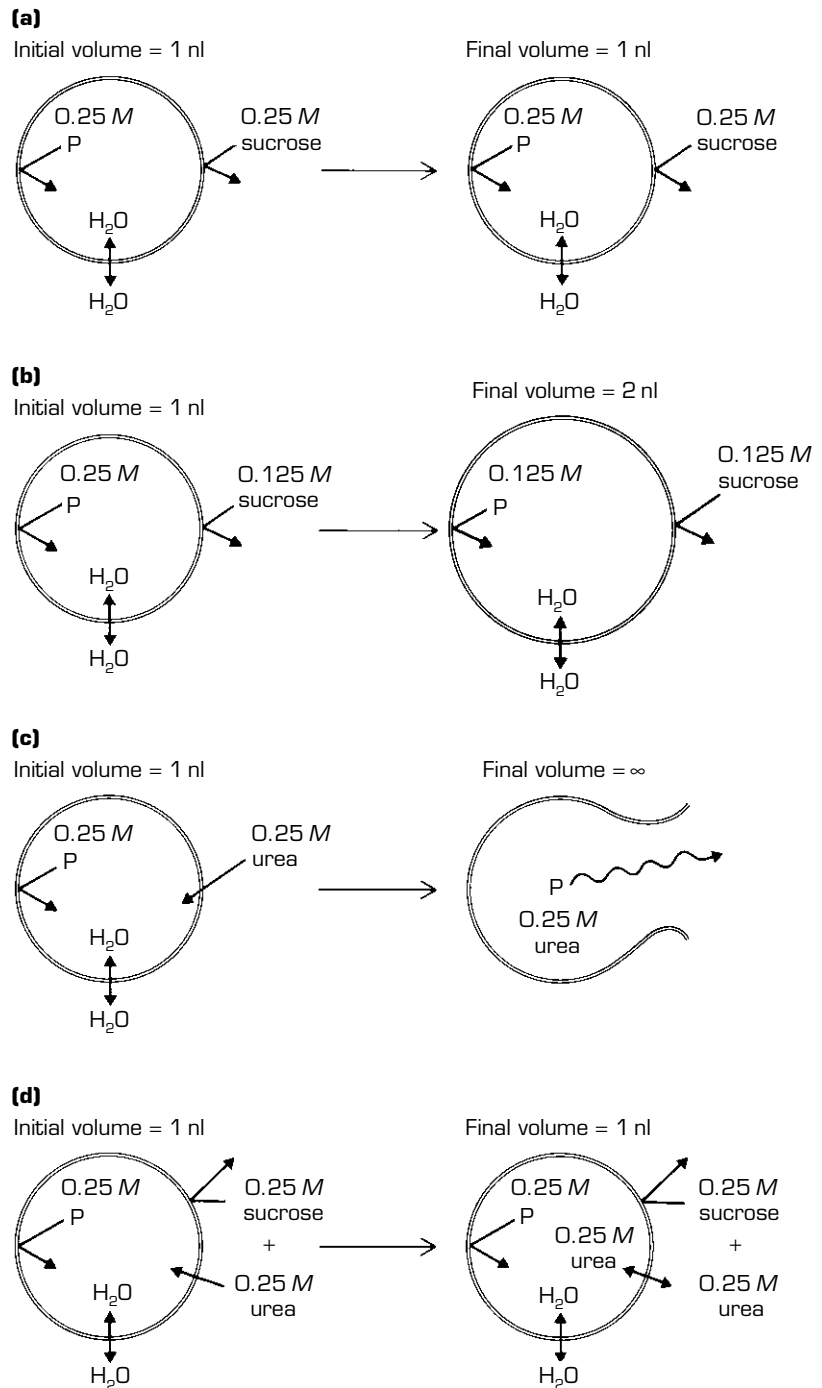 (a)
Initial volume = 1 nl
Final volume = 1 nl
0.25 M
P
0.25 M
sucrose
H₂O
H₂O
0.25 M
P
0.25 M
sucrose
H₂O
H₂O
(b)
Initial volume = 1 nl
Final volume = 2 nl
0.25 M
P
0.125 M
sucrose
H₂O
H₂O
0.125 M
P
0.125 M
sucrose
H₂O
H₂O
(c)
Initial volume = 1 nl
Final volume = ∞
0.25 M
P
0.25 M
urea
H₂O
H₂O
P
0.25 M
urea
(d)
Initial volume = 1 nl
Final volume = 1 nl
0.25 M
P
0.25 M
sucrose
+
0.25 M
urea
H₂O
H₂O
0.25 M
P
0.25 M
urea
0.25 M
sucrose
+
0.25 M
urea
H₂O
H₂O